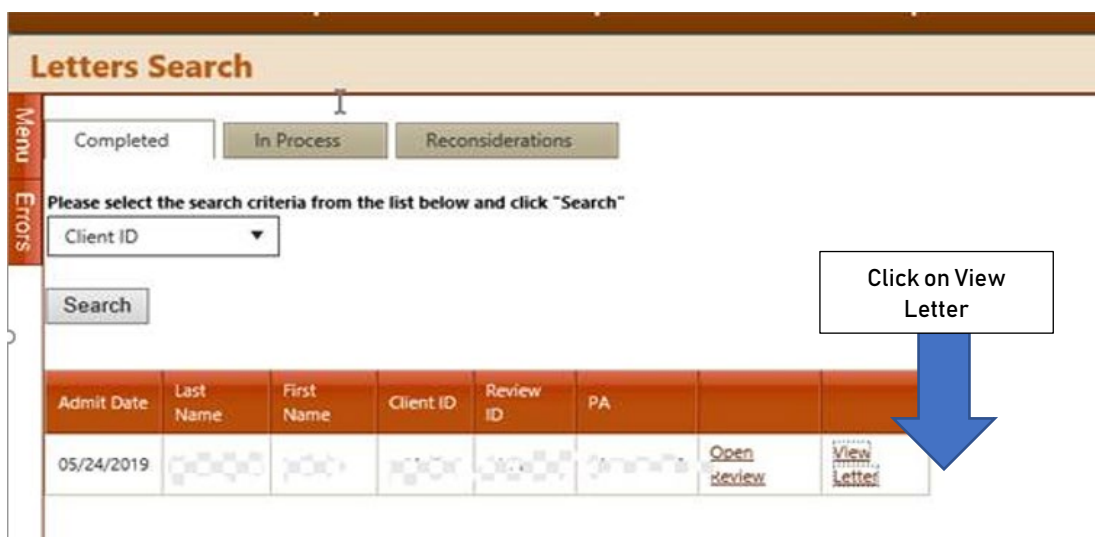 Letters Search
Menu
Errors
Completed
In Process
Reconsiderations
Please select the search criteria from the list below and click "Search"
Client ID
Search
Click on View
Letter
Admit Date
Last
Name
First
Name
Client ID
Review
ID
PA
05/24/2019
Open
Review
View
Letter